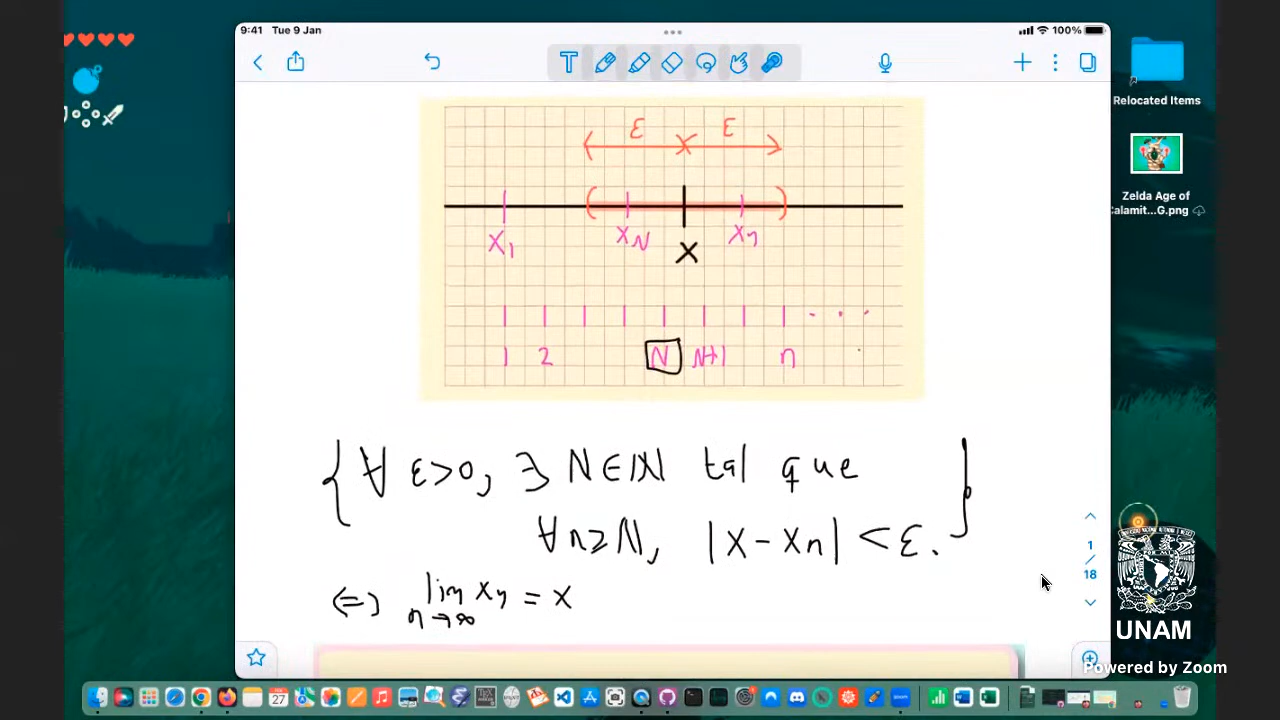 9:41 Tue 9 Jan
100%
Relocated Items
Zelda Age of
Calamit...G.png
ε ε
x₁ x_N x xₙ
1 2 N N+1 n
{∀ ε>0, ∃ N∈ℕ tal que
∀n≥N, |x-xₙ| < ε.}
⇔ lim xₙ = x
n→∞
1
/
18
UNAM
Powered by Zoom